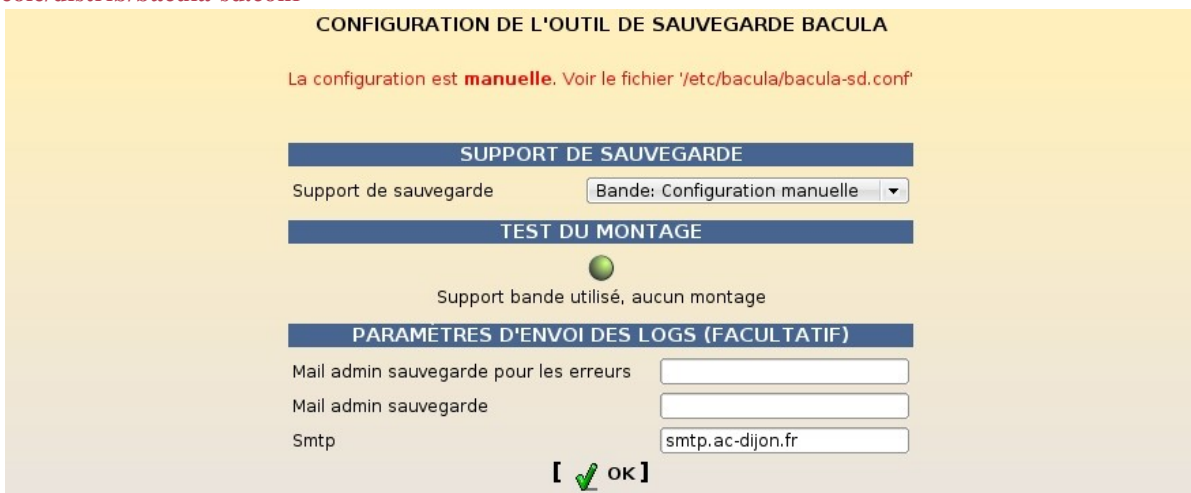 CONFIGURATION DE L'OUTIL DE SAUVEGARDE BACULA
La configuration est manuelle. Voir le fichier '/etc/bacula/bacula-sd.conf'
SUPPORT DE SAUVEGARDE
Support de sauvegarde Bande: Configuration manuelle
TEST DU MONTAGE
Support bande utilisé, aucun montage
PARAMÈTRES D'ENVOI DES LOGS (FACULTATIF)
Mail admin sauvegarde pour les erreurs
Mail admin sauvegarde
Smtp smtp.ac-dijon.fr
[ OK ]